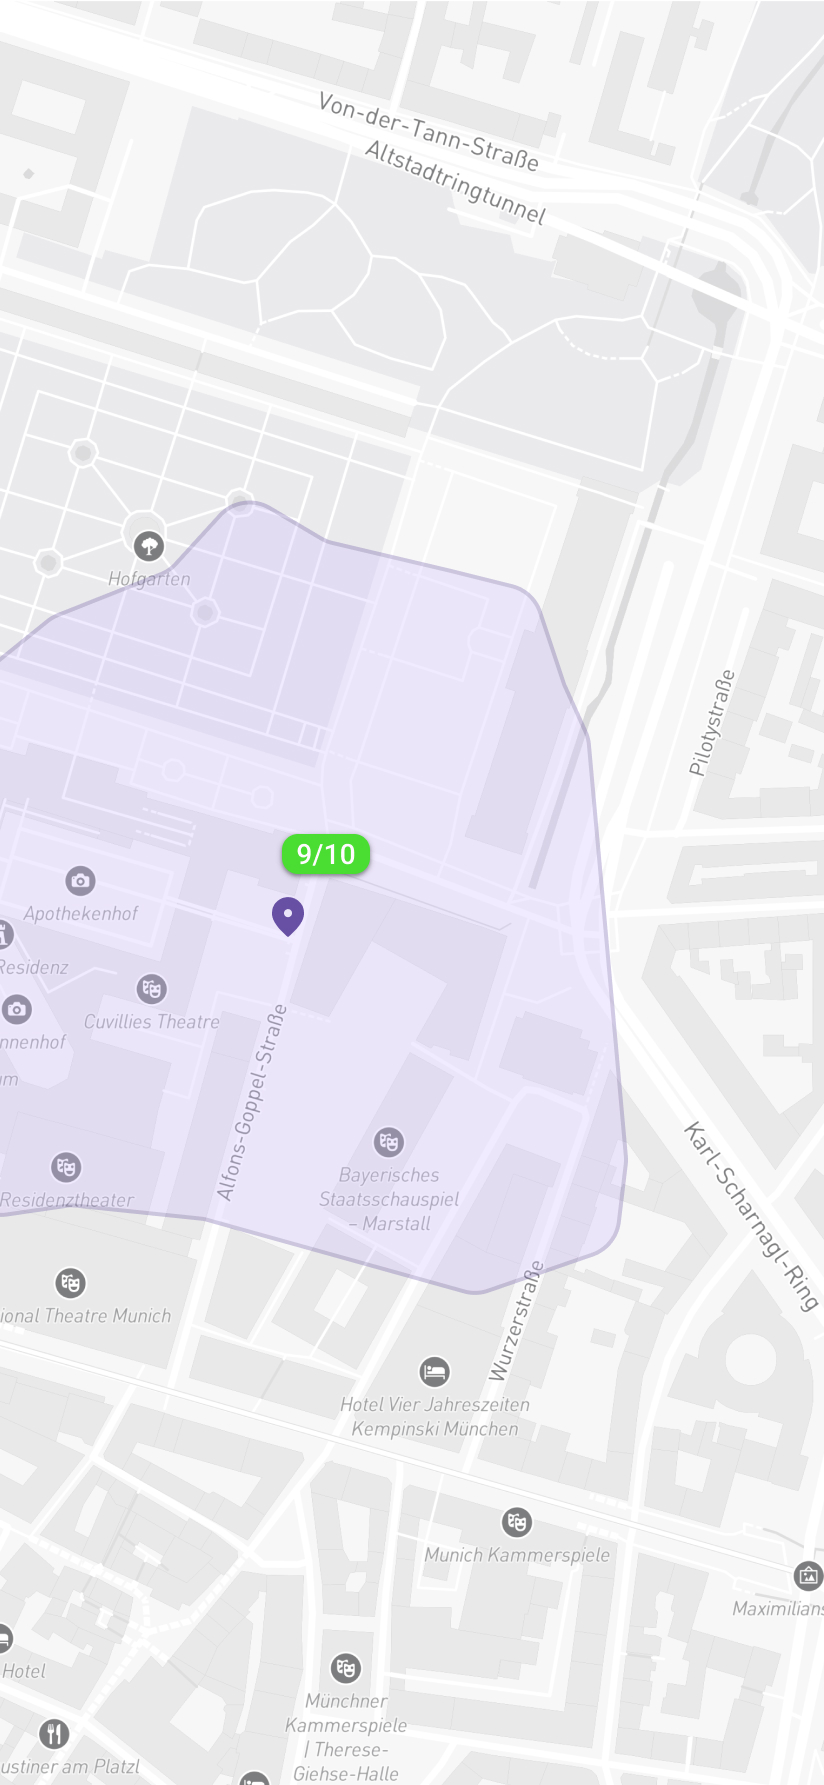 Von-der-Tann-Straße
Altstadtringtunnel
Hofgarten
Pilotystraße
9/10
Apothekenhof
Residenz
Cuvillies Theatre
nnenhof
um
Alfons-Goppel-Straße
Karl-Scharnagl-Ring
Bayerisches
Staatsschauspiel
– Marstall
Residenztheater
Wurzerstraße
ional Theatre Munich
Hotel Vier Jahreszeiten
Kempinski München
Munich Kammerspiele
Maximilians
Hotel
Münchner
Kammerspiele
| Therese-
Giehse-Halle
ustiner am Platzl